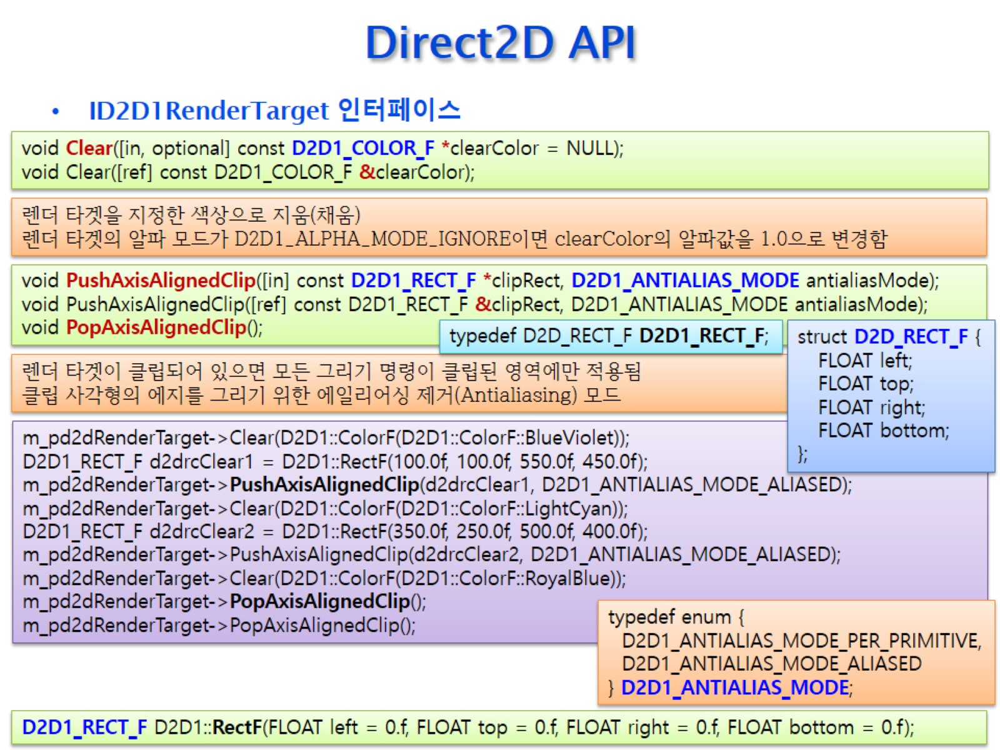 Direct2D API
• ID2D1RenderTarget 인터페이스
void Clear([in, optional] const D2D1_COLOR_F *clearColor = NULL);
void Clear([ref] const D2D1_COLOR_F &clearColor);
렌더 타겟을 지정한 색상으로 지움(채움)
렌더 타겟의 알파 모드가 D2D1_ALPHA_MODE_IGNORE이면 clearColor의 알파값을 1.0으로 변경함
void PushAxisAlignedClip([in] const D2D1_RECT_F *clipRect, D2D1_ANTIALIAS_MODE antialiasMode);
void PushAxisAlignedClip([ref] const D2D1_RECT_F &clipRect, D2D1_ANTIALIAS_MODE antialiasMode);
void PopAxisAlignedClip();
typedef D2D_RECT_F D2D1_RECT_F;
struct D2D_RECT_F {
FLOAT left;
FLOAT top;
FLOAT right;
FLOAT bottom;
};
렌더 타겟이 클립되어 있으면 모든 그리기 명령이 클립된 영역에만 적용됨
클립 사각형의 에지를 그리기 위한 에일리어싱 제거(Antialiasing) 모드
m_pd2dRenderTarget->Clear(D2D1::ColorF(D2D1::ColorF::BlueViolet));
D2D1_RECT_F d2drcClear1 = D2D1::RectF(100.0f, 100.0f, 550.0f, 450.0f);
m_pd2dRenderTarget->PushAxisAlignedClip(d2drcClear1, D2D1_ANTIALIAS_MODE_ALIASED);
m_pd2dRenderTarget->Clear(D2D1::ColorF(D2D1::ColorF::LightCyan));
D2D1_RECT_F d2drcClear2 = D2D1::RectF(350.0f, 250.0f, 500.0f, 400.0f);
m_pd2dRenderTarget->PushAxisAlignedClip(d2drcClear2, D2D1_ANTIALIAS_MODE_ALIASED);
m_pd2dRenderTarget->Clear(D2D1::ColorF(D2D1::ColorF::RoyalBlue));
m_pd2dRenderTarget->PopAxisAlignedClip();
m_pd2dRenderTarget->PopAxisAlignedClip();
typedef enum {
D2D1_ANTIALIAS_MODE_PER_PRIMITIVE,
D2D1_ANTIALIAS_MODE_ALIASED
} D2D1_ANTIALIAS_MODE;
D2D1_RECT_F D2D1::RectF(FLOAT left = 0.f, FLOAT top = 0.f, FLOAT right = 0.f, FLOAT bottom = 0.f);